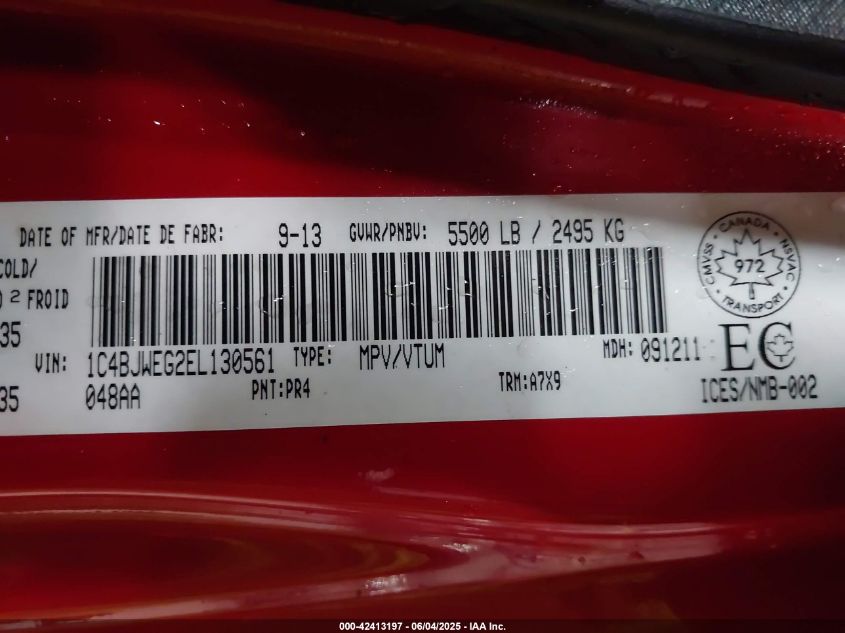 DATE OF MFR/DATE DE FABR: 9-13 GVWR/PNBV: 5500 LB / 2495 KG
COLD/
2 FROID
35
VIN: 1C4BJWEG2EL130561 TYPE: MPV/VTUM MDH: 091211
35 048AA PNT:PR4 TRM:A7X9
CANADA
CMVSS 972 NSVAC
TRANSPORT
EC
ICES/NMB-002
000-42413197 - 06/04/2025 - IAA Inc.